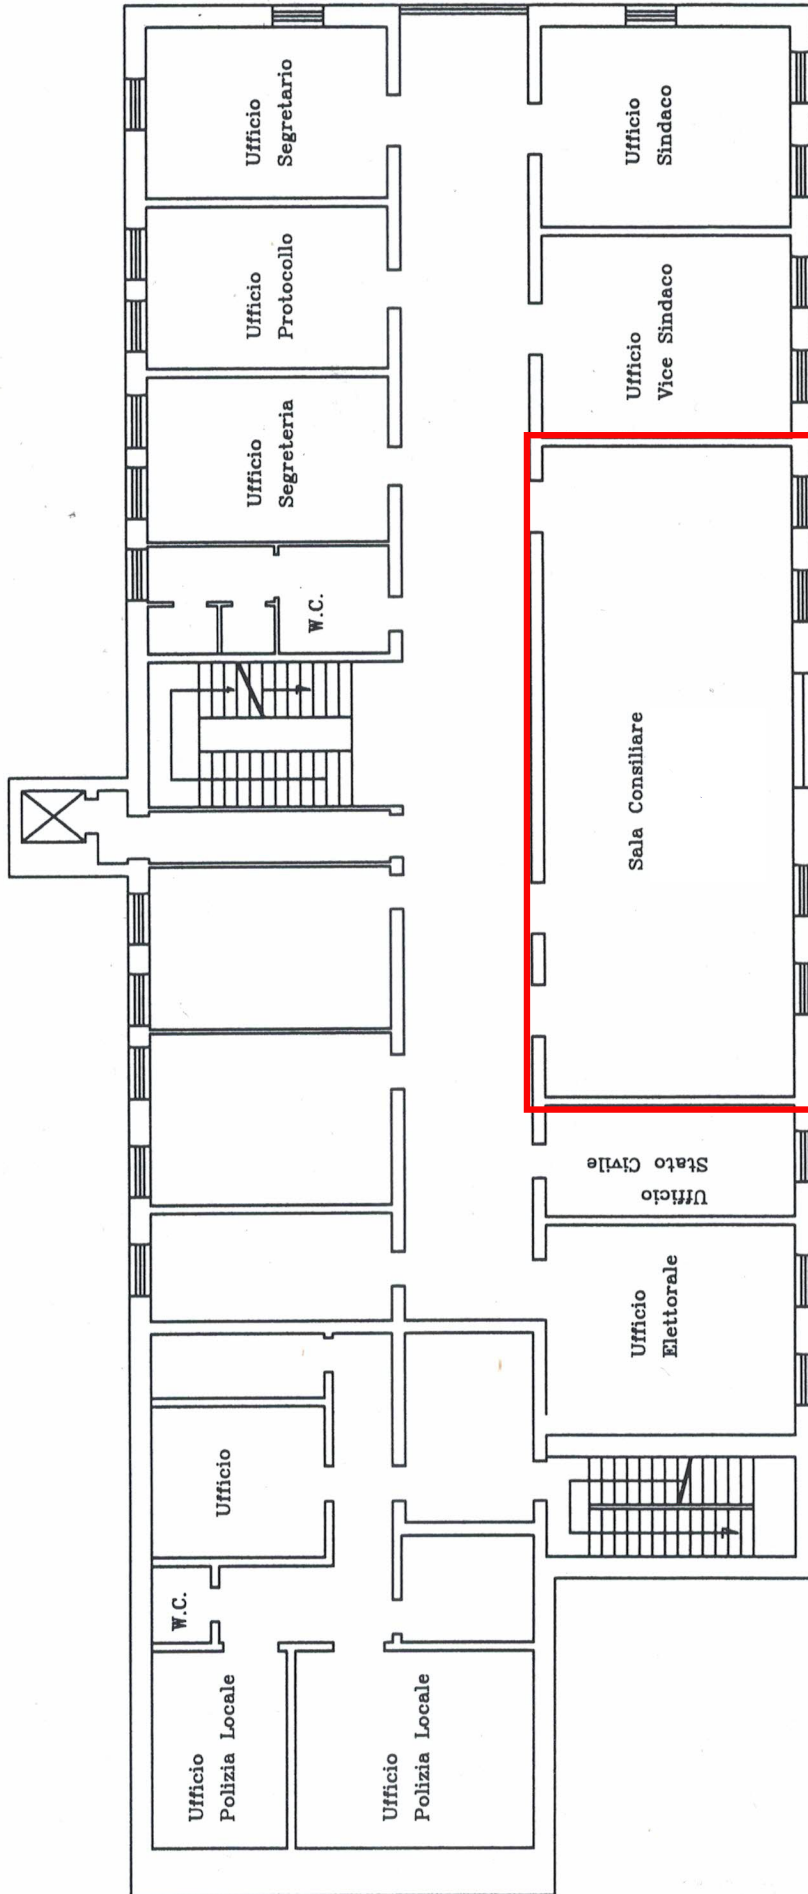 Ufficio
Segretario
Ufficio
Sindaco
Ufficio
Protocollo
Ufficio
Vice Sindaco
Ufficio
Segreteria
W.C.
Sala Consiliare
Ufficio
Stato Civile
Ufficio
Elettorale
Ufficio
W.C.
Ufficio
Polizia Locale
Ufficio
Polizia Locale